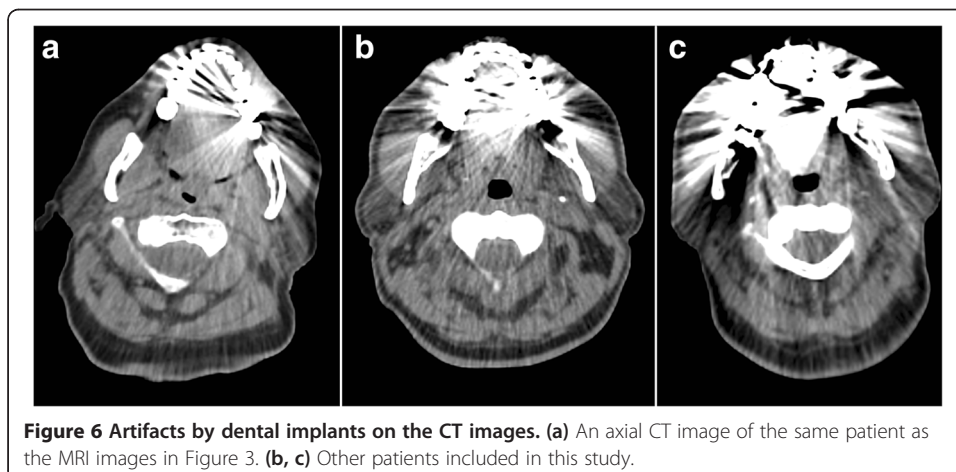 a b c
Figure 6 Artifacts by dental implants on the CT images. (a) An axial CT image of the same patient as
the MRI images in Figure 3. (b, c) Other patients included in this study.